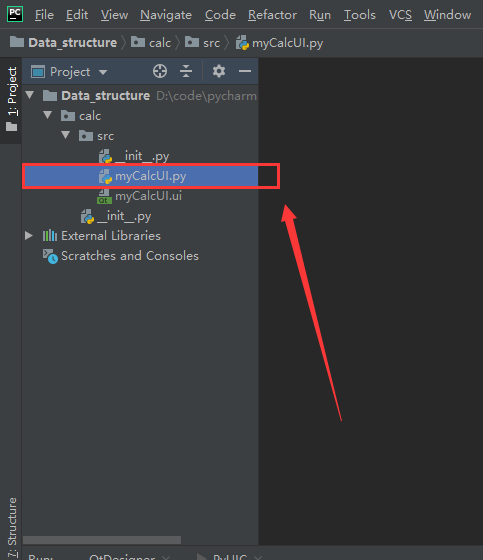 PC File Edit View Navigate Code Refactor Run Tools VCS Window
Data_structure calc src myCalcUI.py
1: Project
Project
Data_structure D:\code\pycharm
calc
src
__init__.py
myCalcUI.py
myCalcUI.ui
__init__.py
External Libraries
Scratches and Consoles
7: Structure
Run: QtDesigner PyUIC